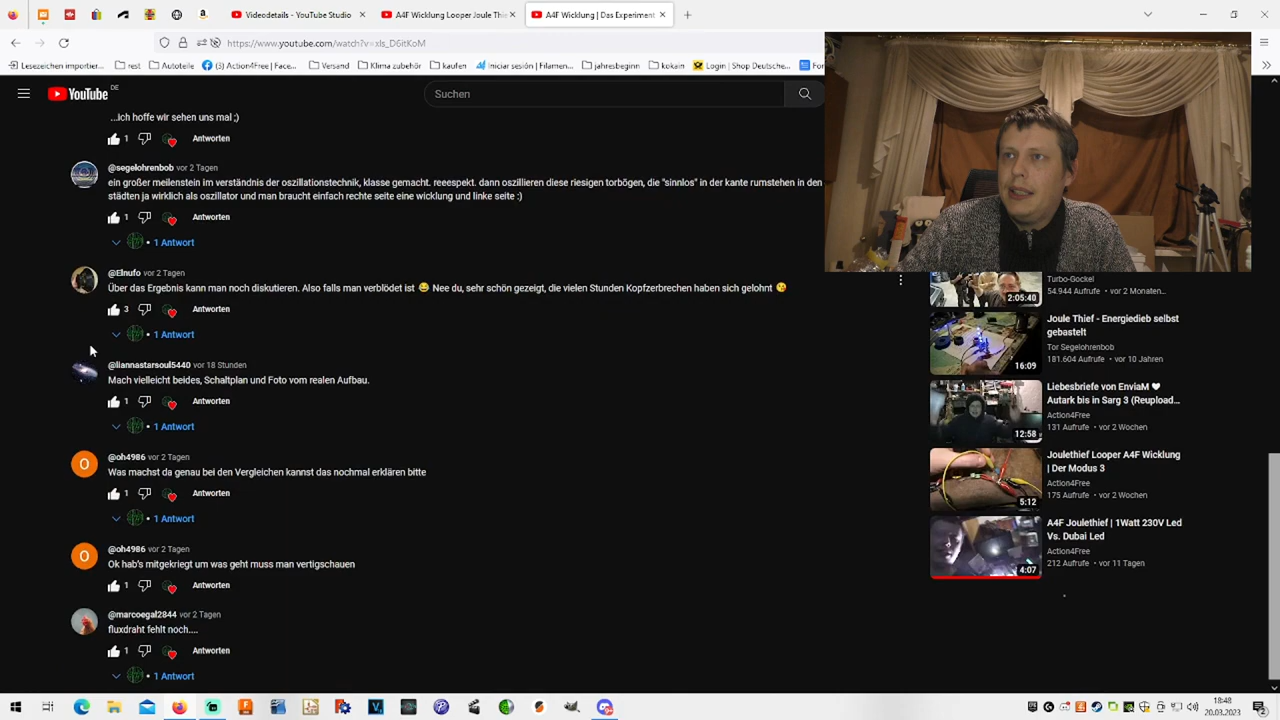 Videodetails - YouTube Studio
A4F Wicklung Looper Joule Thie
A4F Wicklung | Das Experiment
https://www.youtube.com/watch?v=xls_D6itKoM
Lesezeichen importier...
rest
Autoteile
(3) Action4Free | Face...
Versand
Klima zubehör
kaufen
Iniciar sesión | Filamen...
jahresbeginn
kokain
Login | Shop Deutsche...
YouTube DE
Suchen
...Ich hoffe wir sehen uns mal ;)
1 Antworten
@segelohrenbob vor 2 Tagen
ein großer meilenstein im verständnis der oszillationstechnik, klasse gemacht. reeespekt. dann oszillieren diese riesigen torbögen, die "sinnlos" in der kante rumstehen in den
städten ja wirklich als oszillator und man braucht einfach rechte seite eine wicklung und linke seite :)
1 Antworten
• 1 Antwort
@Elnufo vor 2 Tagen
Über das Ergebnis kann man noch diskutieren. Also falls man verblödet ist 😂 Nee du, sehr schön gezeigt, die vielen Stunden Kopfzerbrechen haben sich gelohnt 😘
3 Antworten
• 1 Antwort
@liannastarsoul5440 vor 18 Stunden
Mach vielleicht beides, Schaltplan und Foto vom realen Aufbau.
1 Antworten
• 1 Antwort
O @oh4986 vor 2 Tagen
Was machst da genau bei den Vergleichen kannst das nochmal erklären bitte
1 Antworten
• 1 Antwort
O @oh4986 vor 2 Tagen
Ok hab's mitgekriegt um was geht muss man vertigschauen
1 Antworten
@marcoegal2844 vor 2 Tagen
fluxdraht fehlt noch....
1 Antworten
• 1 Antwort
Turbo-Gockel
54.944 Aufrufe • vor 2 Monaten...
2:05:40
Joule Thief - Energiedieb selbst
gebastelt
Tor Segelohrenbob
181.604 Aufrufe • vor 10 Jahren
16:09
Liebesbriefe von EnviaM ❤
Autark bis in Sarg 3 (Reupload...
Action4Free
131 Aufrufe • vor 2 Wochen
12:58
Joulethief Looper A4F Wicklung
| Der Modus 3
Action4Free
175 Aufrufe • vor 2 Wochen
5:12
A4F Joulethief | 1Watt 230V Led
Vs. Dubai Led
Action4Free
212 Aufrufe • vor 11 Tagen
4:07
18:48
20.03.2023
2